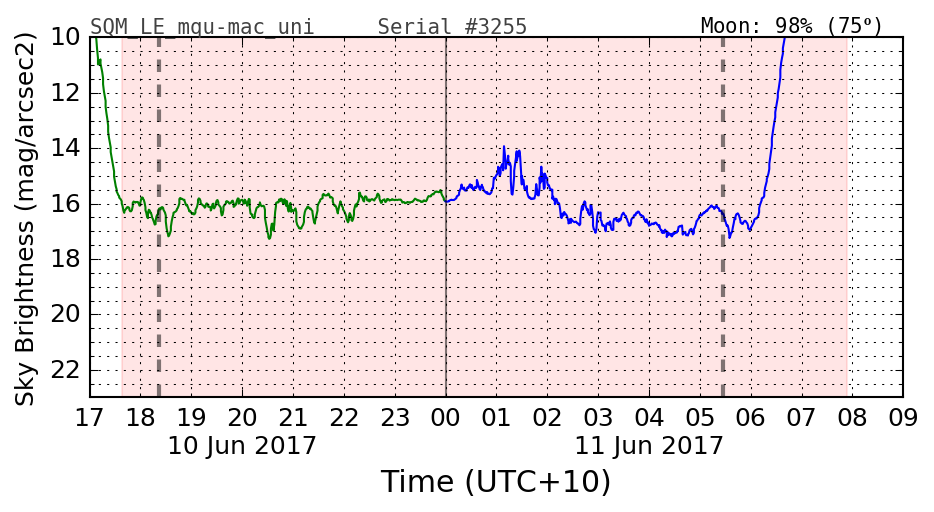 SQM_LE_mqu-mac_uni Serial #3255 Moon: 98% (75º)
10
12
14
16
18
20
22
Sky Brightness (mag/arcsec2)
17 18 19 20 21 22 23 00 01 02 03 04 05 06 07 08 09
10 Jun 2017 11 Jun 2017
Time (UTC+10)